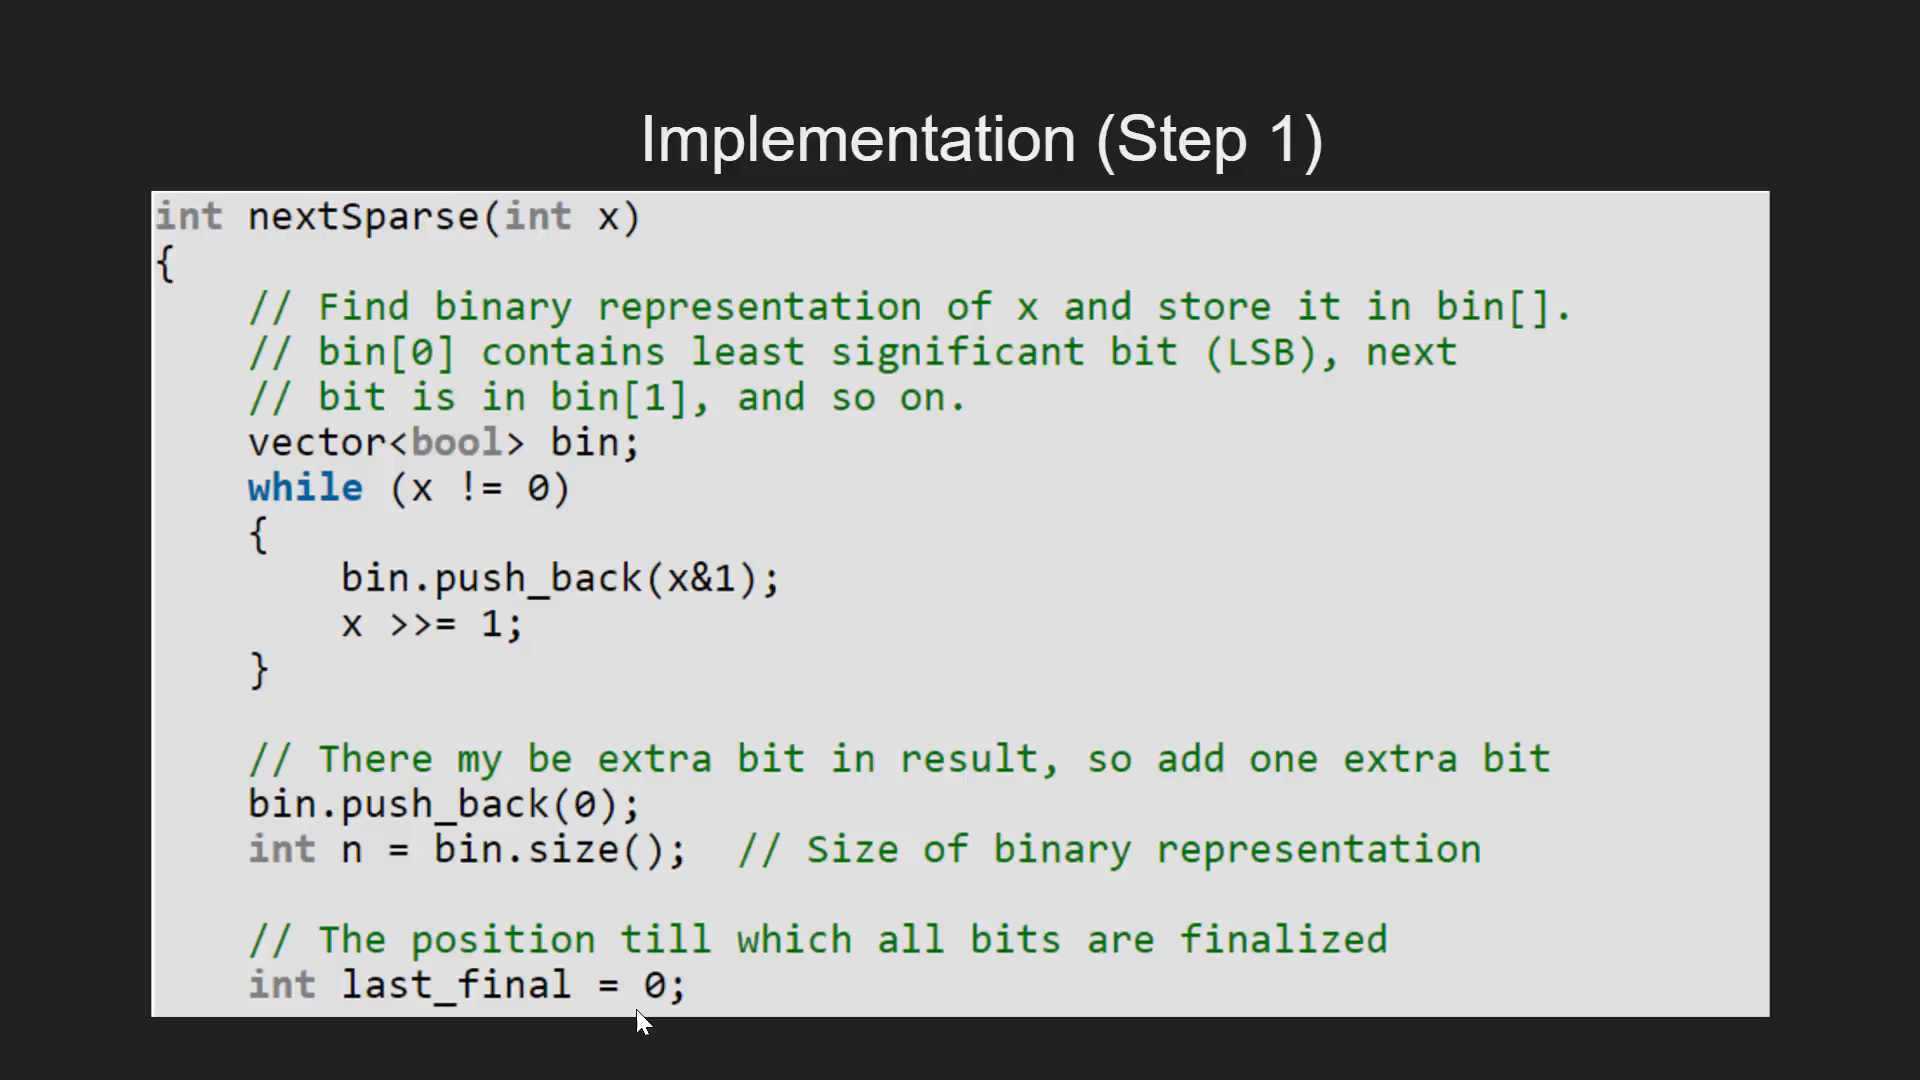 Implementation (Step 1)
int nextSparse(int x)
{
// Find binary representation of x and store it in bin[].
// bin[0] contains least significant bit (LSB), next
// bit is in bin[1], and so on.
vector<bool> bin;
while (x != 0)
{
bin.push_back(x&1);
x >>= 1;
}
// There my be extra bit in result, so add one extra bit
bin.push_back(0);
int n = bin.size();  // Size of binary representation
// The position till which all bits are finalized
int last_final = 0;